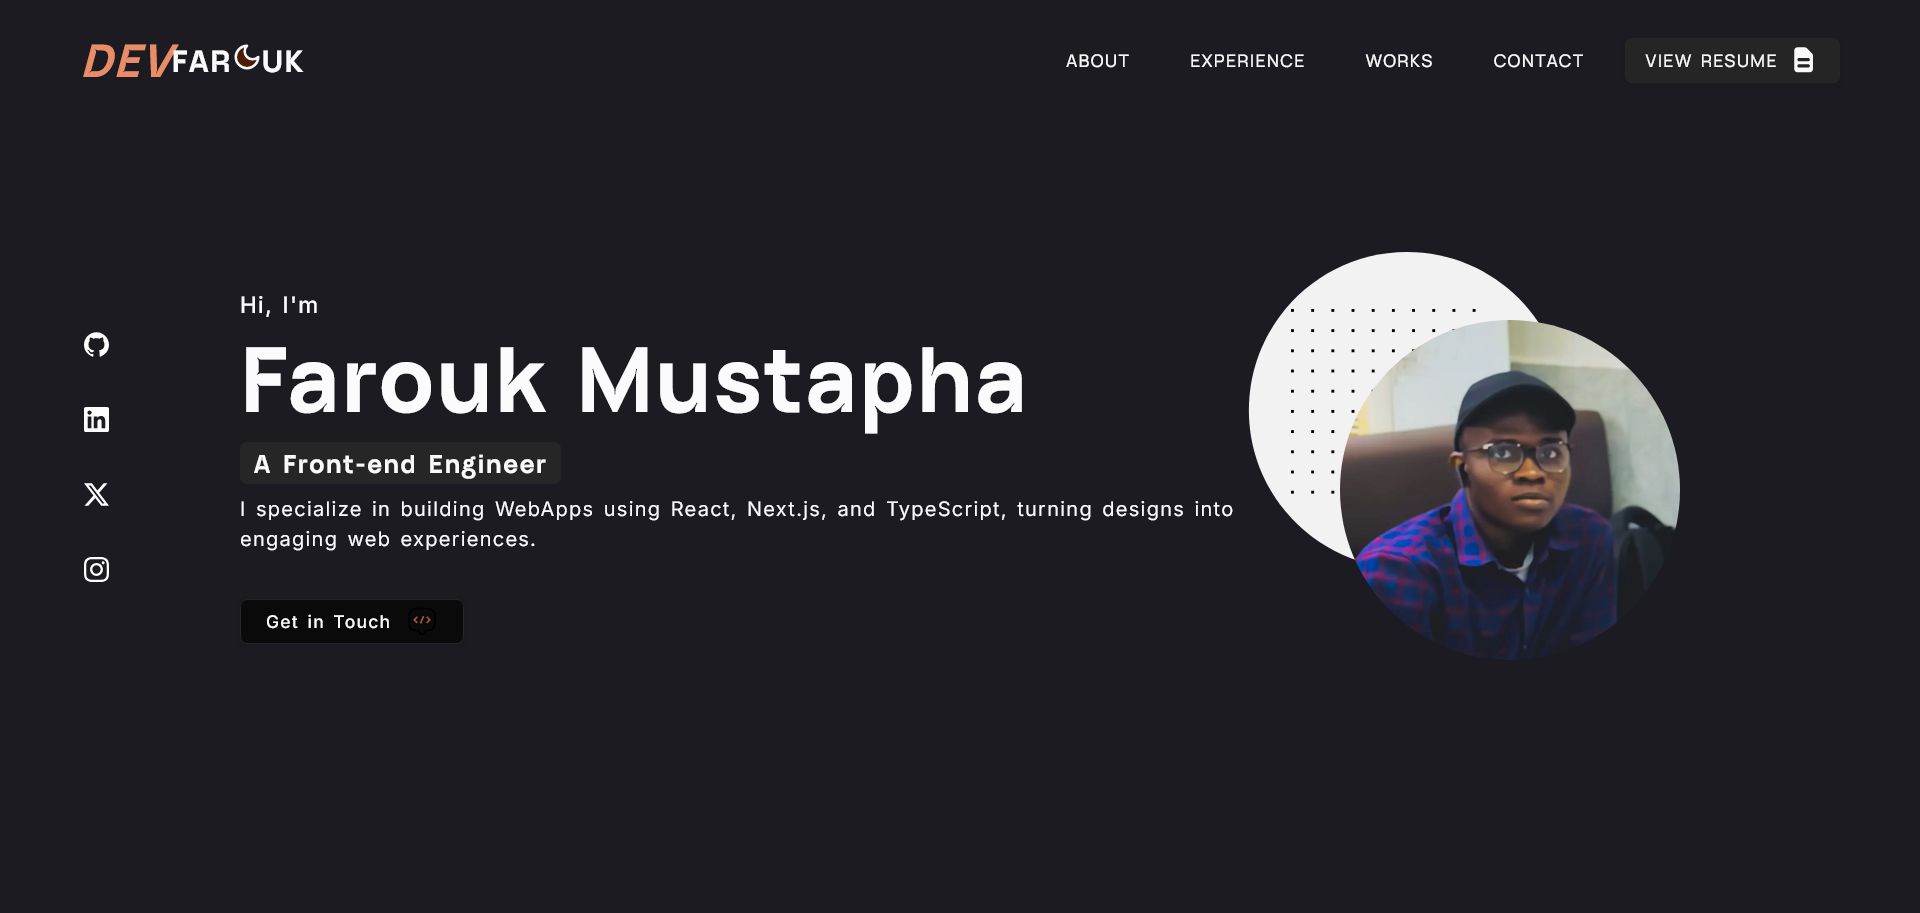 DEVFAROUK
ABOUT EXPERIENCE WORKS CONTACT VIEW RESUME
Hi, I'm
Farouk Mustapha
A Front-end Engineer
I specialize in building WebApps using React, Next.js, and TypeScript, turning designs into
engaging web experiences.
Get in Touch </>